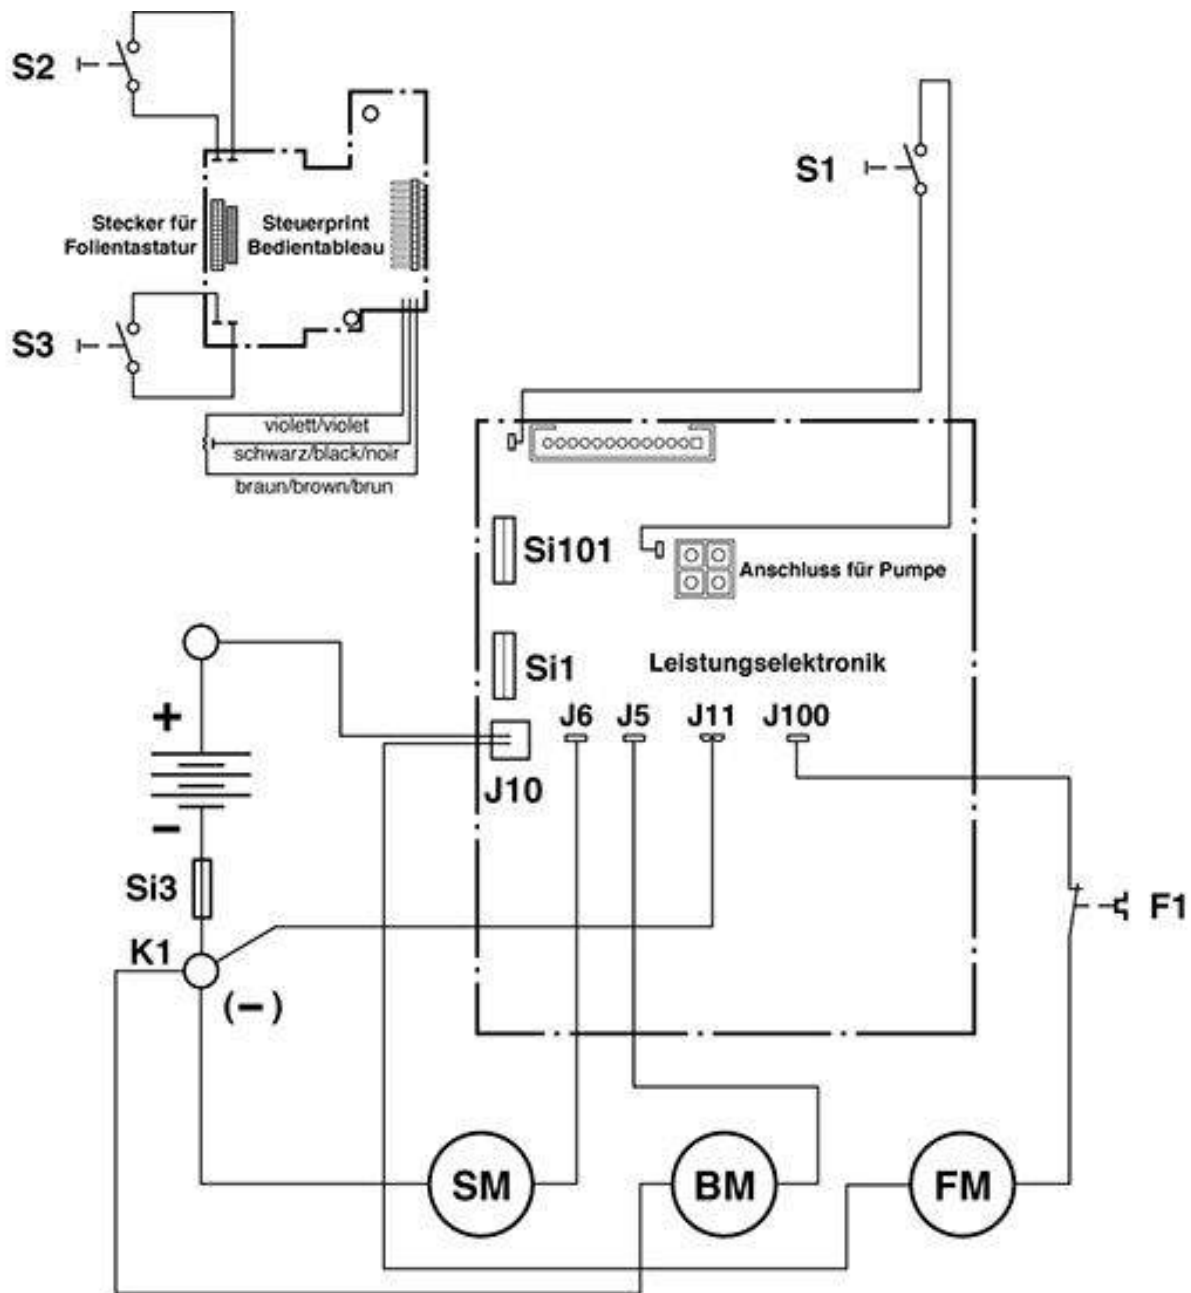 S2
S1
Stecker für
Folientastatur
Steuerprint
Bedientableau
S3
violett/violet
schwarz/black/noir
braun/brown/brun
Si101
Anschluss für Pumpe
Si1
Leistungselektronik
J6 J5 J11 J100
+
J10
−
Si3
F1
K1
(−)
SM BM FM